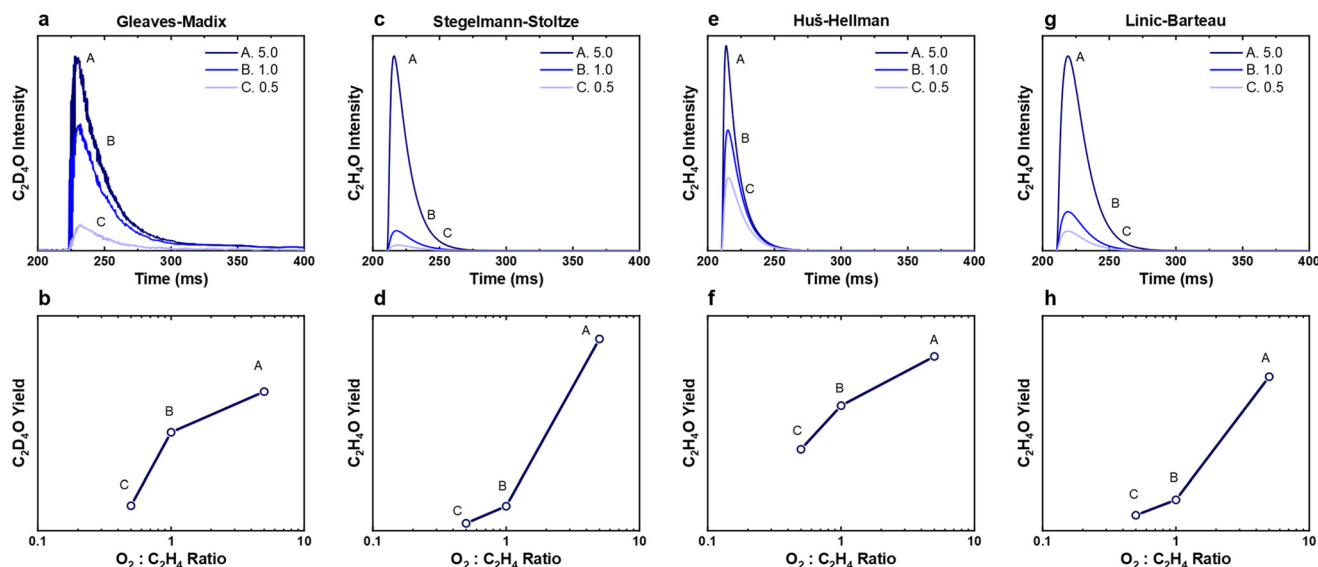 a
Gleaves-Madix
C₂D₄O Intensity
A
B
C
A. 5.0
B. 1.0
C. 0.5
200 250 300 350 400
Time (ms)
c
Stegelmann-Stoltze
C₂H₄O Intensity
A
B
C
A. 5.0
B. 1.0
C. 0.5
200 250 300 350 400
Time (ms)
e
Huš-Hellman
C₂H₄O Intensity
A
B
C
A. 5.0
B. 1.0
C. 0.5
200 250 300 350 400
Time (ms)
g
Linic-Barteau
C₂H₄O Intensity
A
B
C
A. 5.0
B. 1.0
C. 0.5
200 250 300 350 400
Time (ms)
b
C₂D₄O Yield
A
B
C
0.1 1 10
O₂ : C₂H₄ Ratio
d
C₂H₄O Yield
A
B
C
0.1 1 10
O₂ : C₂H₄ Ratio
f
C₂H₄O Yield
A
B
C
0.1 1 10
O₂ : C₂H₄ Ratio
h
C₂H₄O Yield
A
B
C
0.1 1 10
O₂ : C₂H₄ Ratio